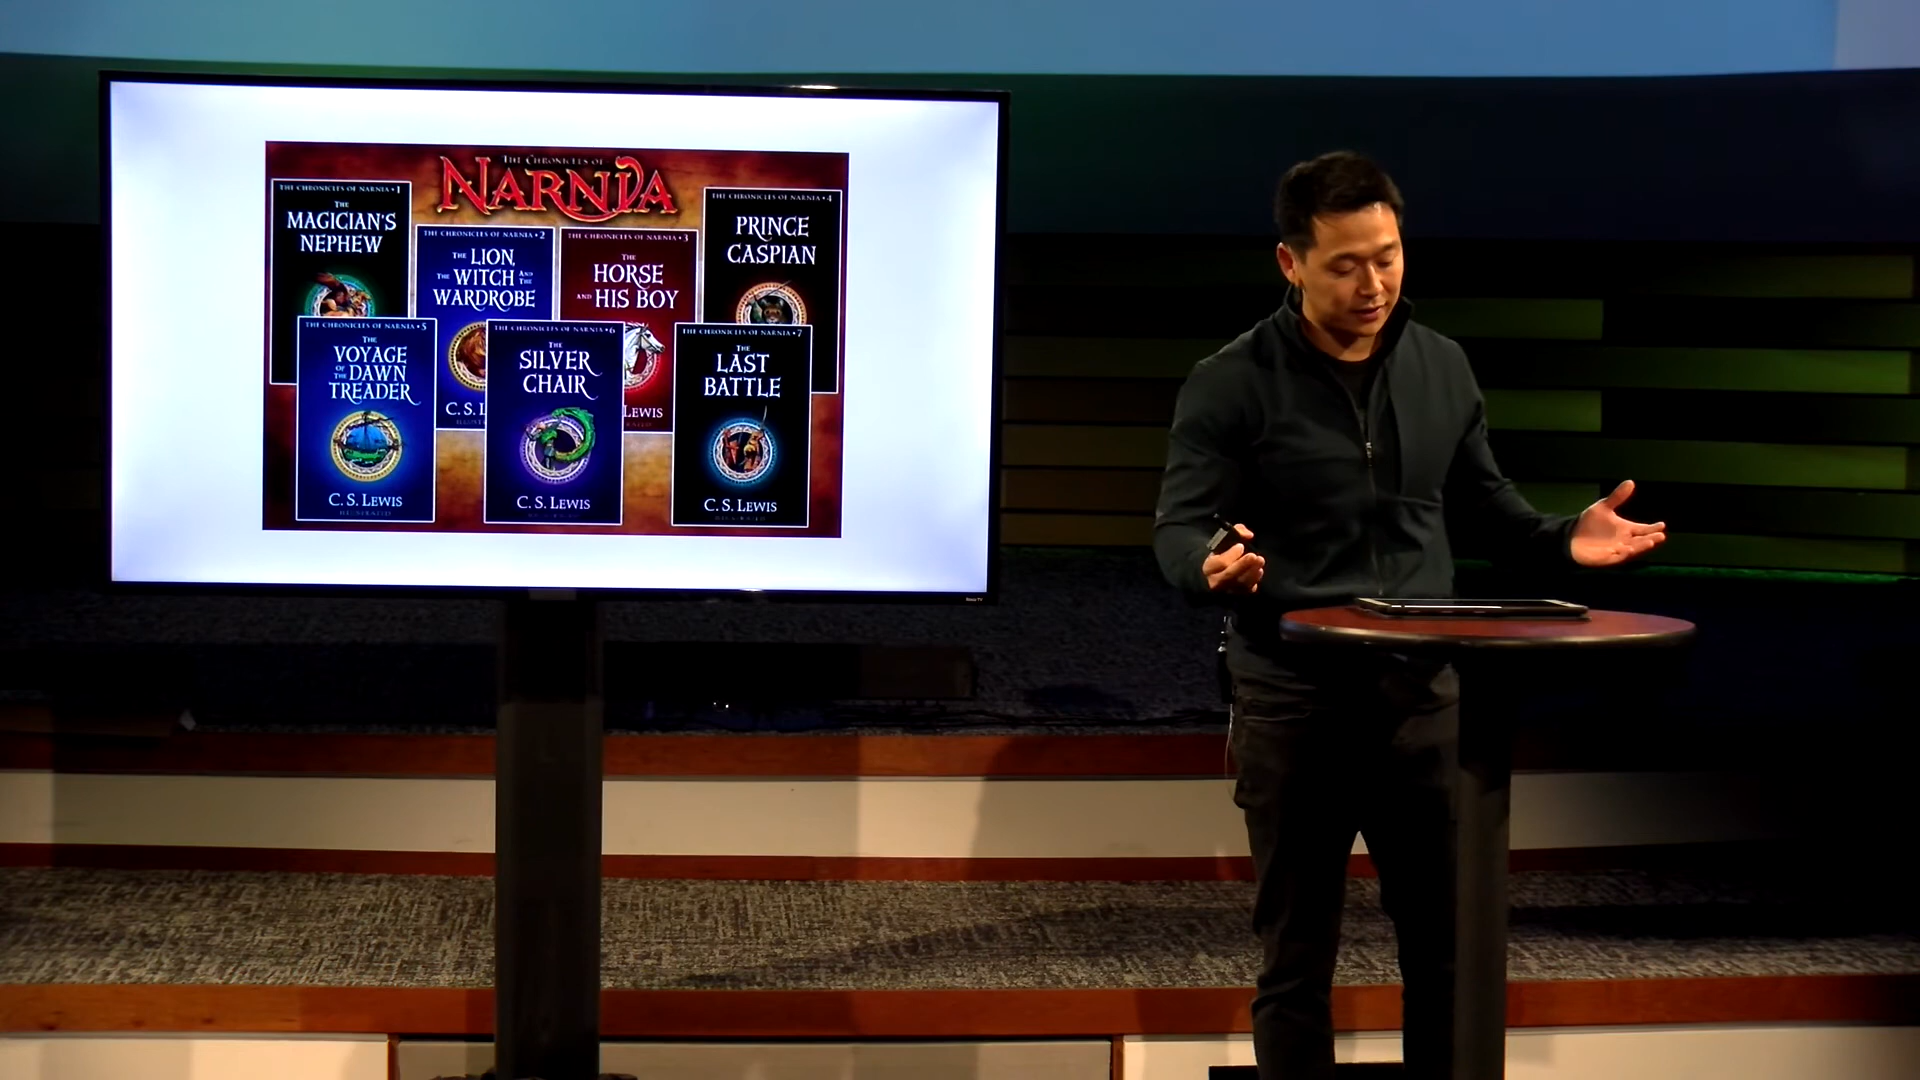 THE CHRONICLES OF
NARNIA
THE CHRONICLES OF NARNIA • 1
THE
MAGICIAN'S
NEPHEW
THE CHRONICLES OF NARNIA • 2
THE LION,
THE WITCH AND THE
WARDROBE
C. S. L
THE CHRONICLES OF NARNIA • 3
THE
HORSE
AND HIS BOY
LEWIS
THE CHRONICLES OF NARNIA • 4
PRINCE
CASPIAN
THE CHRONICLES OF NARNIA • 5
THE
VOYAGE
OF THE DAWN
TREADER
C. S. LEWIS
ILLUSTRATED
THE CHRONICLES OF NARNIA • 6
THE
SILVER
CHAIR
C. S. LEWIS
THE CHRONICLES OF NARNIA • 7
THE
LAST
BATTLE
C. S. LEWIS